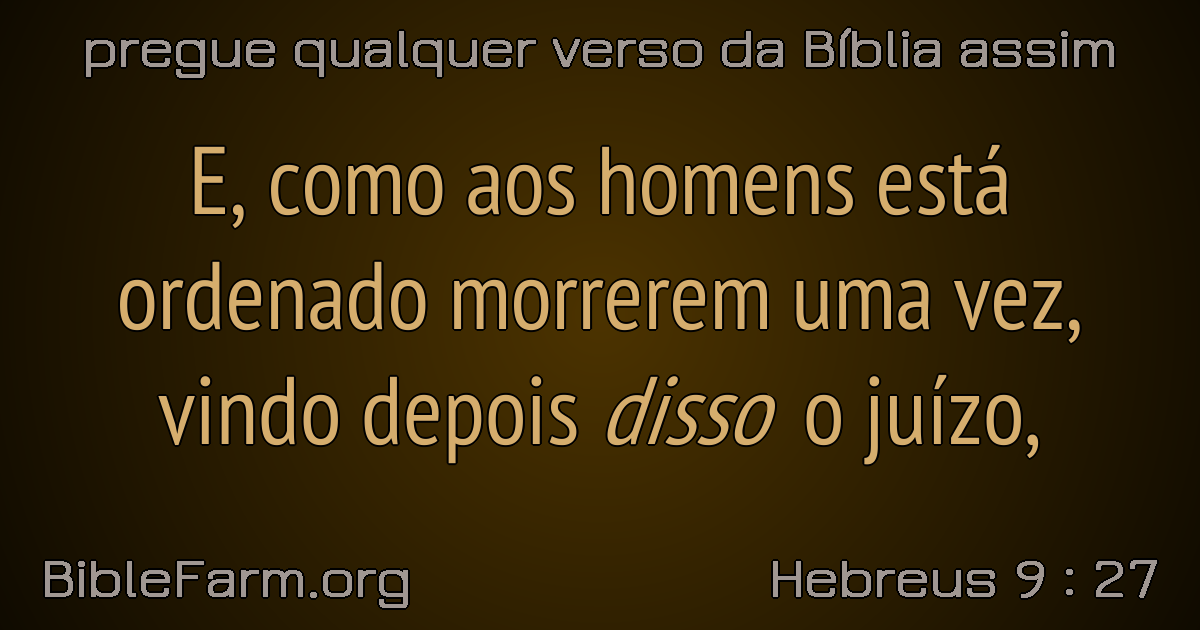 pregue qualquer verso da Bíblia assim
E, como aos homens está
ordenado morrerem uma vez,
vindo depois disso o juízo,
BibleFarm.org
Hebreus 9 : 27